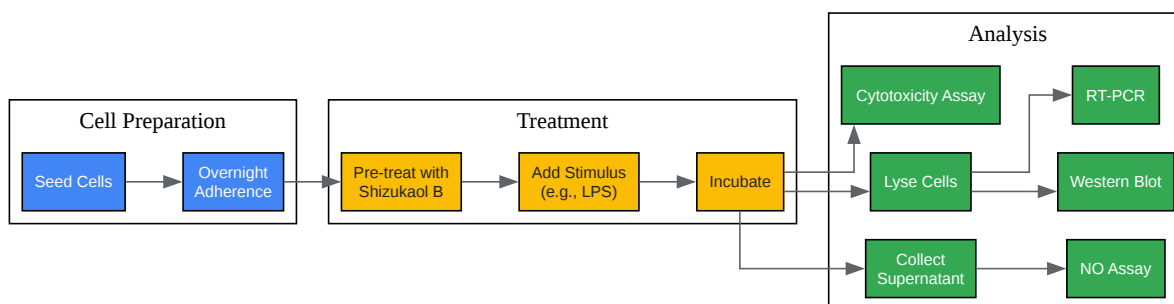 Analysis
Cell Preparation
Treatment
Cytotoxicity Assay
RT-PCR
Seed Cells
Overnight
Adherence
Pre-treat with
Shizukaol B
Add Stimulus
(e.g., LPS)
Incubate
Lyse Cells
Western Blot
Collect
Supernatant
NO Assay